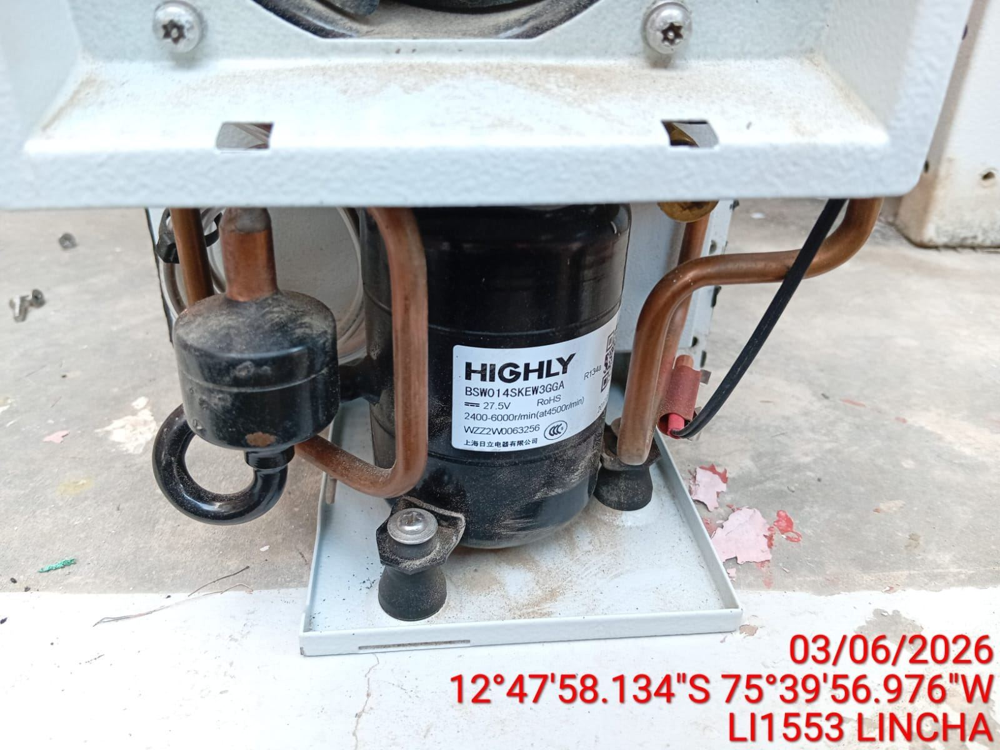 HIGHLY
R134a
BSW014SKEW3GGA
27.5V RoHS
2400-6000r/min(at4500r/min)
WZZ2W0063256
上海日立电器有限公司
03/06/2026
12°47'58.134"S 75°39'56.976"W
LI1553 LINCHA